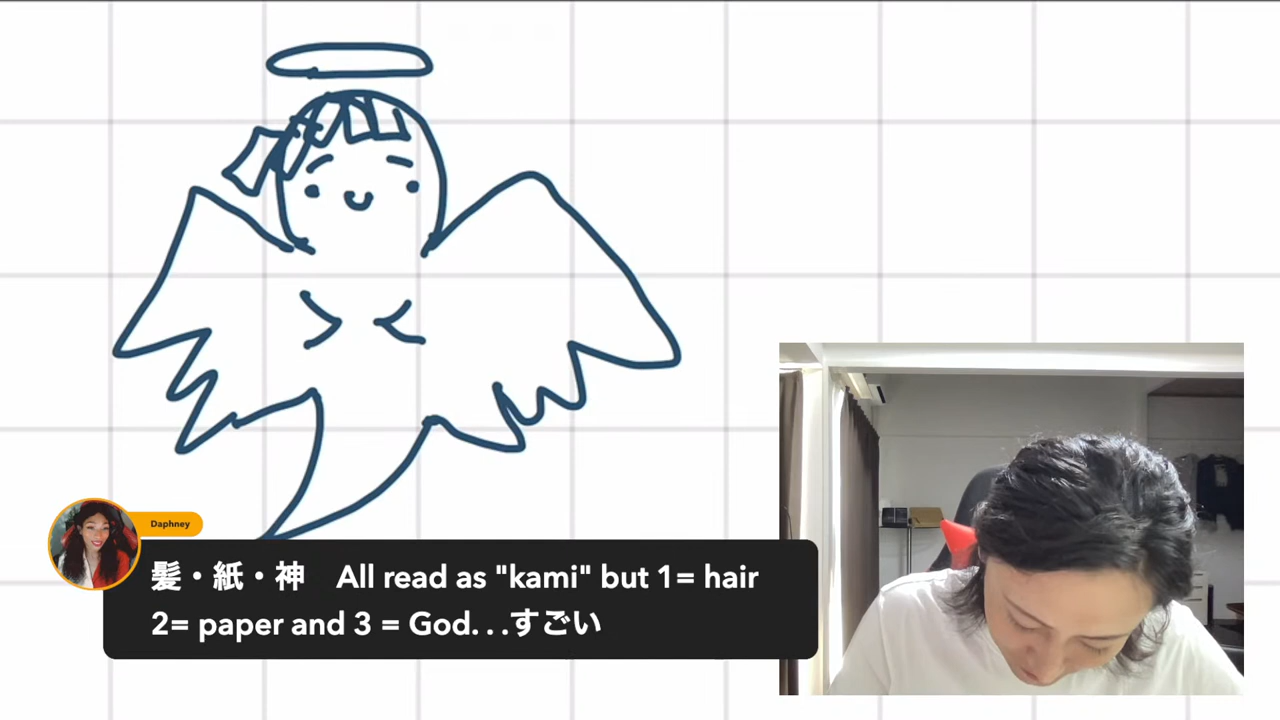 Daphney
髪・紙・神　All read as "kami" but 1= hair
2= paper and 3 = God. . .すごい